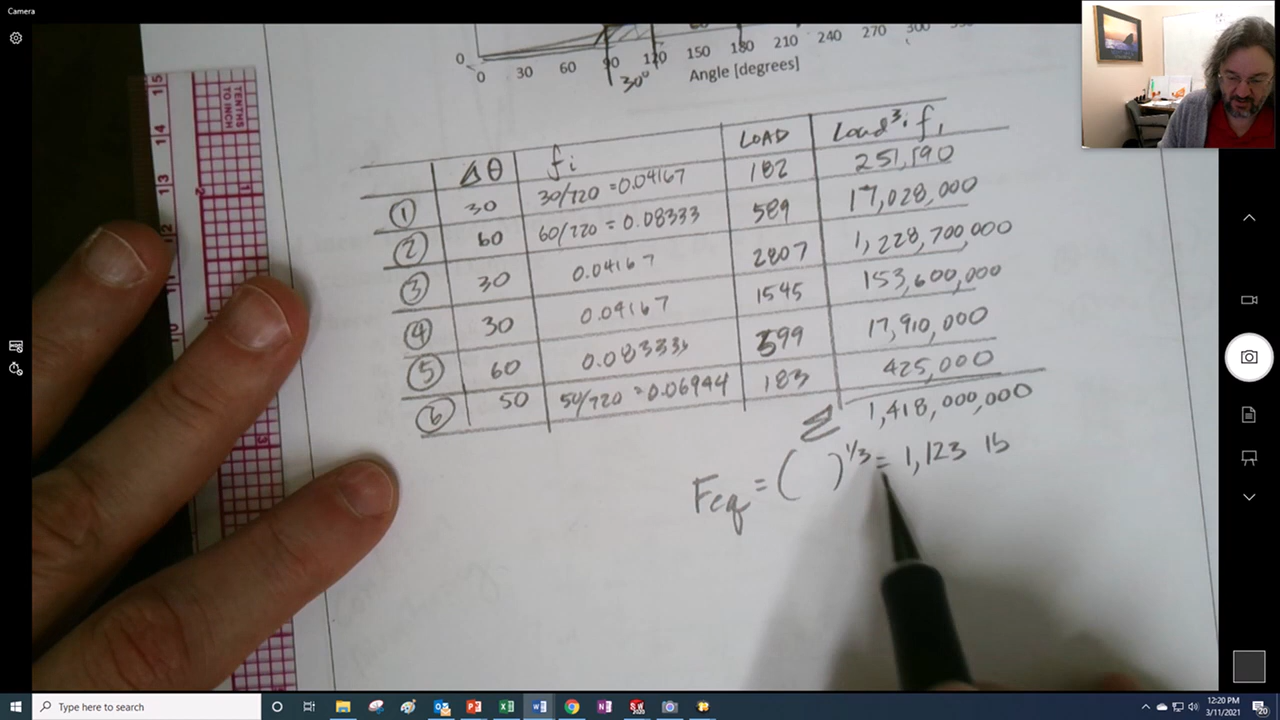 Camera
0
0 30 60 90 120 150 180 210 240 270 300
30°
Angle [degrees]
TENTHS
TO INCH
Δθ fi LOAD Load³·fi
① 30 30/720 = 0.04167 182 251,190
② 60 60/720 = 0.08333 589 17,028,000
③ 30 0.04167 2807 1,228,700,000
④ 30 0.04167 1545 153,600,000
⑤ 60 0.08333 599 17,910,000
⑥ 50 50/720 = 0.06944 183 425,000
Σ 1,418,000,000
Feq = ( )^1/3 = 1,123 lb
Type here to search
12:20 PM
3/11/2021
20